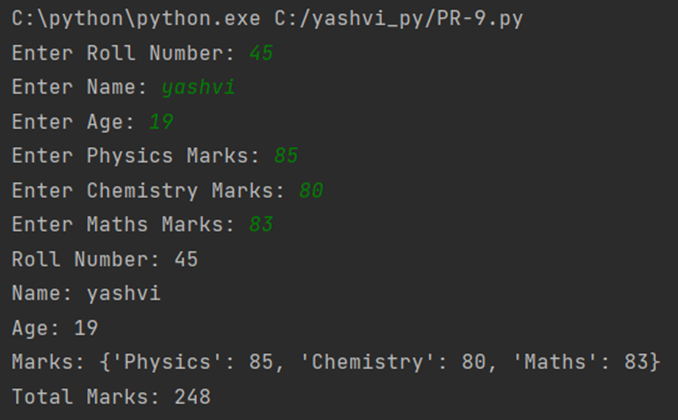 C:\python\python.exe C:/yashvi_py/PR-9.py
Enter Roll Number: 45
Enter Name: yashvi
Enter Age: 19
Enter Physics Marks: 85
Enter Chemistry Marks: 80
Enter Maths Marks: 83
Roll Number: 45
Name: yashvi
Age: 19
Marks: {'Physics': 85, 'Chemistry': 80, 'Maths': 83}
Total Marks: 248